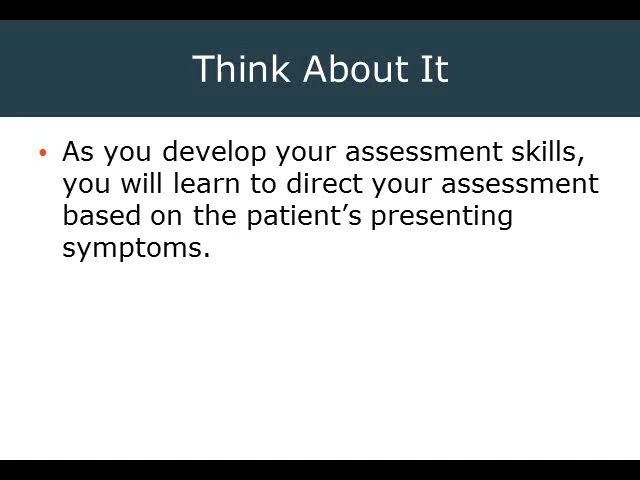 Think About It
• As you develop your assessment skills,
you will learn to direct your assessment
based on the patient’s presenting
symptoms.